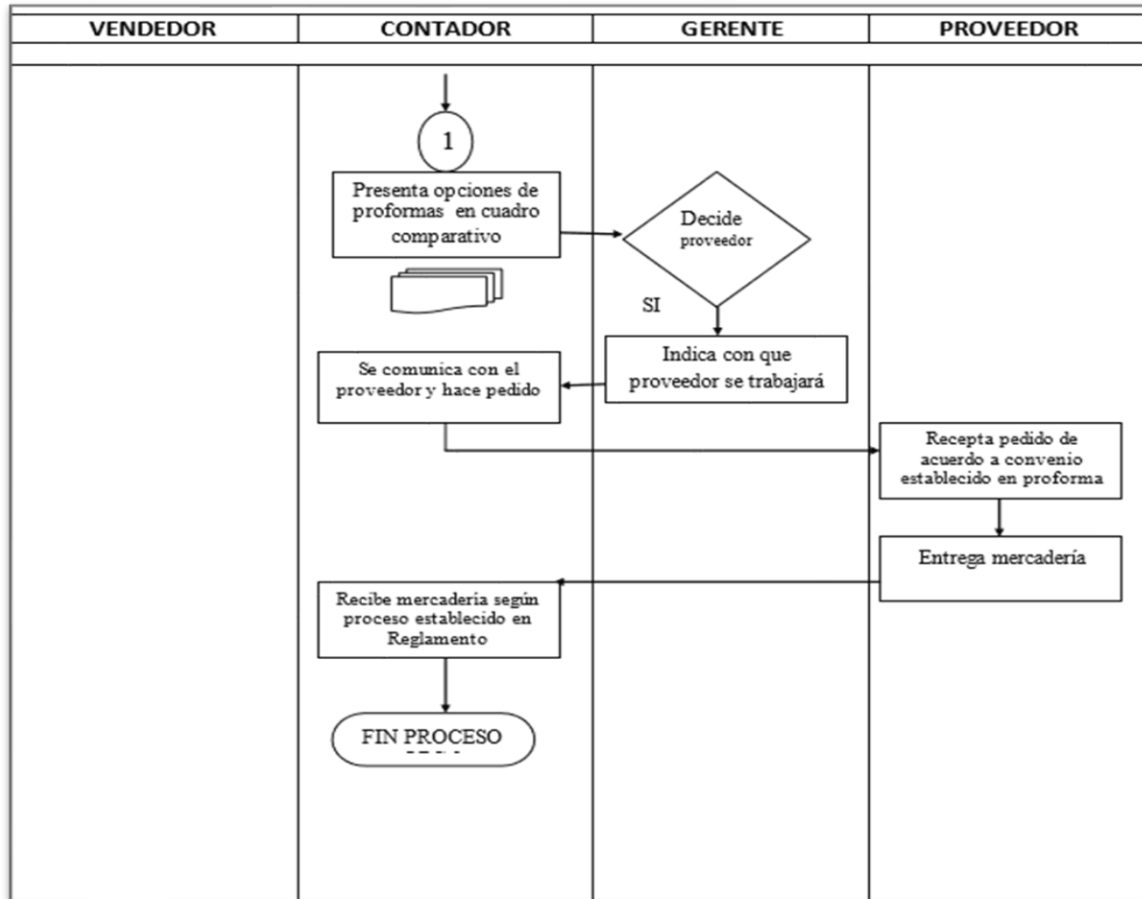 VENDEDOR
CONTADOR
GERENTE
PROVEEDOR
1
Presenta opciones de
proformas en cuadro
comparativo
Decide
proveedor
SI
Indica con que
proveedor se trabajará
Se comunica con el
proveedor y hace pedido
Recepta pedido de
acuerdo a convenio
establecido en proforma
Entrega mercadería
Recibe mercaderia según
proceso establecido en
Reglamento
FIN PROCESO